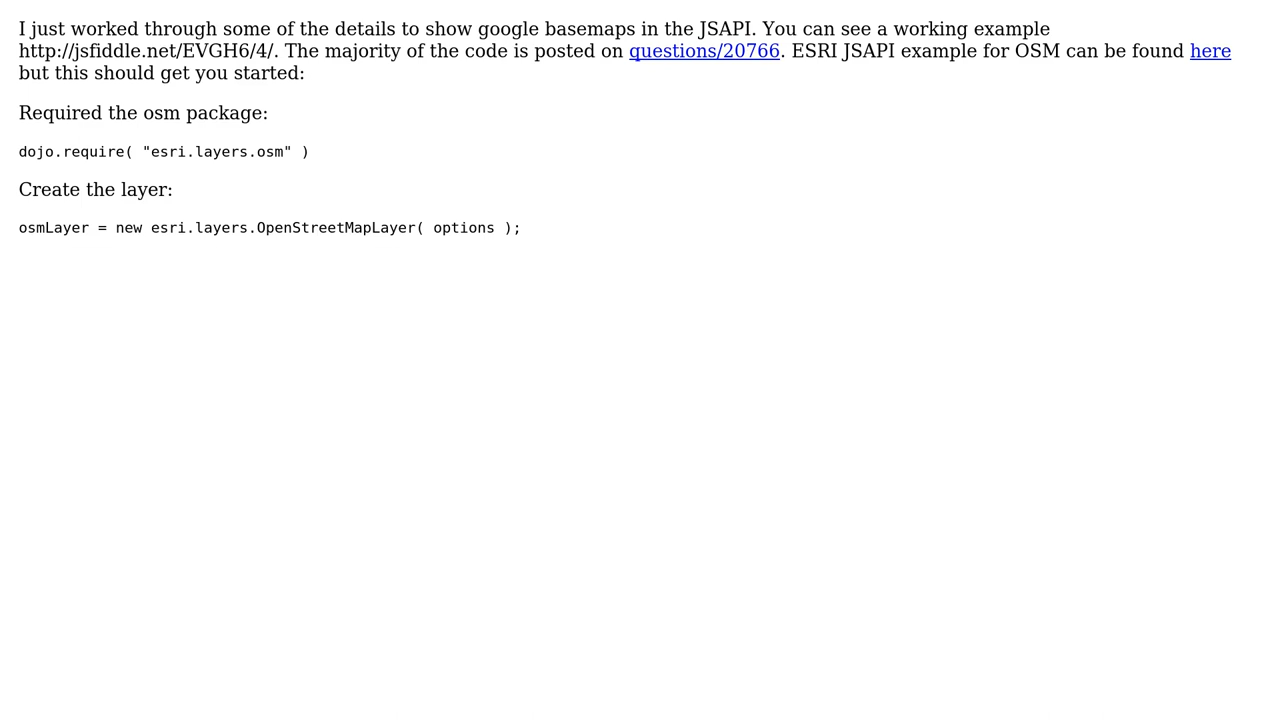 I just worked through some of the details to show google basemaps in the JSAPI. You can see a working example
http://jsfiddle.net/EVGH6/4/. The majority of the code is posted on questions/20766. ESRI JSAPI example for OSM can be found here
but this should get you started:
Required the osm package:
dojo.require( "esri.layers.osm" )
Create the layer:
osmLayer = new esri.layers.OpenStreetMapLayer( options );